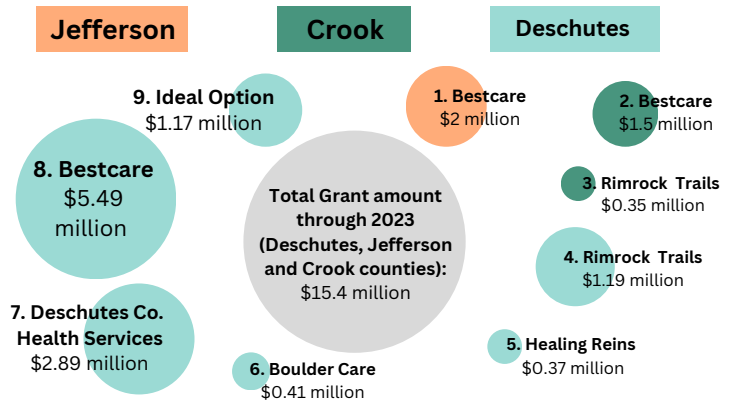 Jefferson
Crook
Deschutes
9. Ideal Option
$1.17 million
1. Bestcare
$2 million
2. Bestcare
$1.5 million
8. Bestcare
$5.49
million
3. Rimrock Trails
$0.35 million
Total Grant amount
through 2023
(Deschutes, Jefferson
and Crook counties):
$15.4 million
4. Rimrock Trails
$1.19 million
7. Deschutes Co.
Health Services
$2.89 million
5. Healing Reins
$0.37 million
6. Boulder Care
$0.41 million